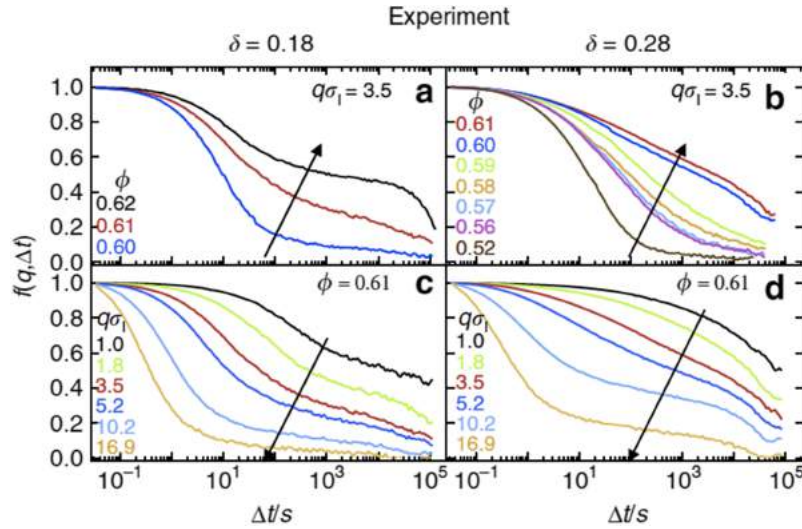 Experiment
δ = 0.18
δ = 0.28
f(q,Δt)
1.0
0.8
0.6
0.4
0.2
0.0
a
qσ_l = 3.5
ϕ
0.62
0.61
0.60
b
qσ_l = 3.5
ϕ
0.61
0.60
0.59
0.58
0.57
0.56
0.52
1.0
0.8
0.6
0.4
0.2
0.0
c
ϕ = 0.61
qσ_l
1.0
1.8
3.5
5.2
10.2
16.9
d
ϕ = 0.61
qσ_l
1.0
1.8
3.5
5.2
10.2
16.9
10⁻¹ 10¹ 10³ 10⁵
10⁻¹ 10¹ 10³ 10⁵
Δt/s
Δt/s